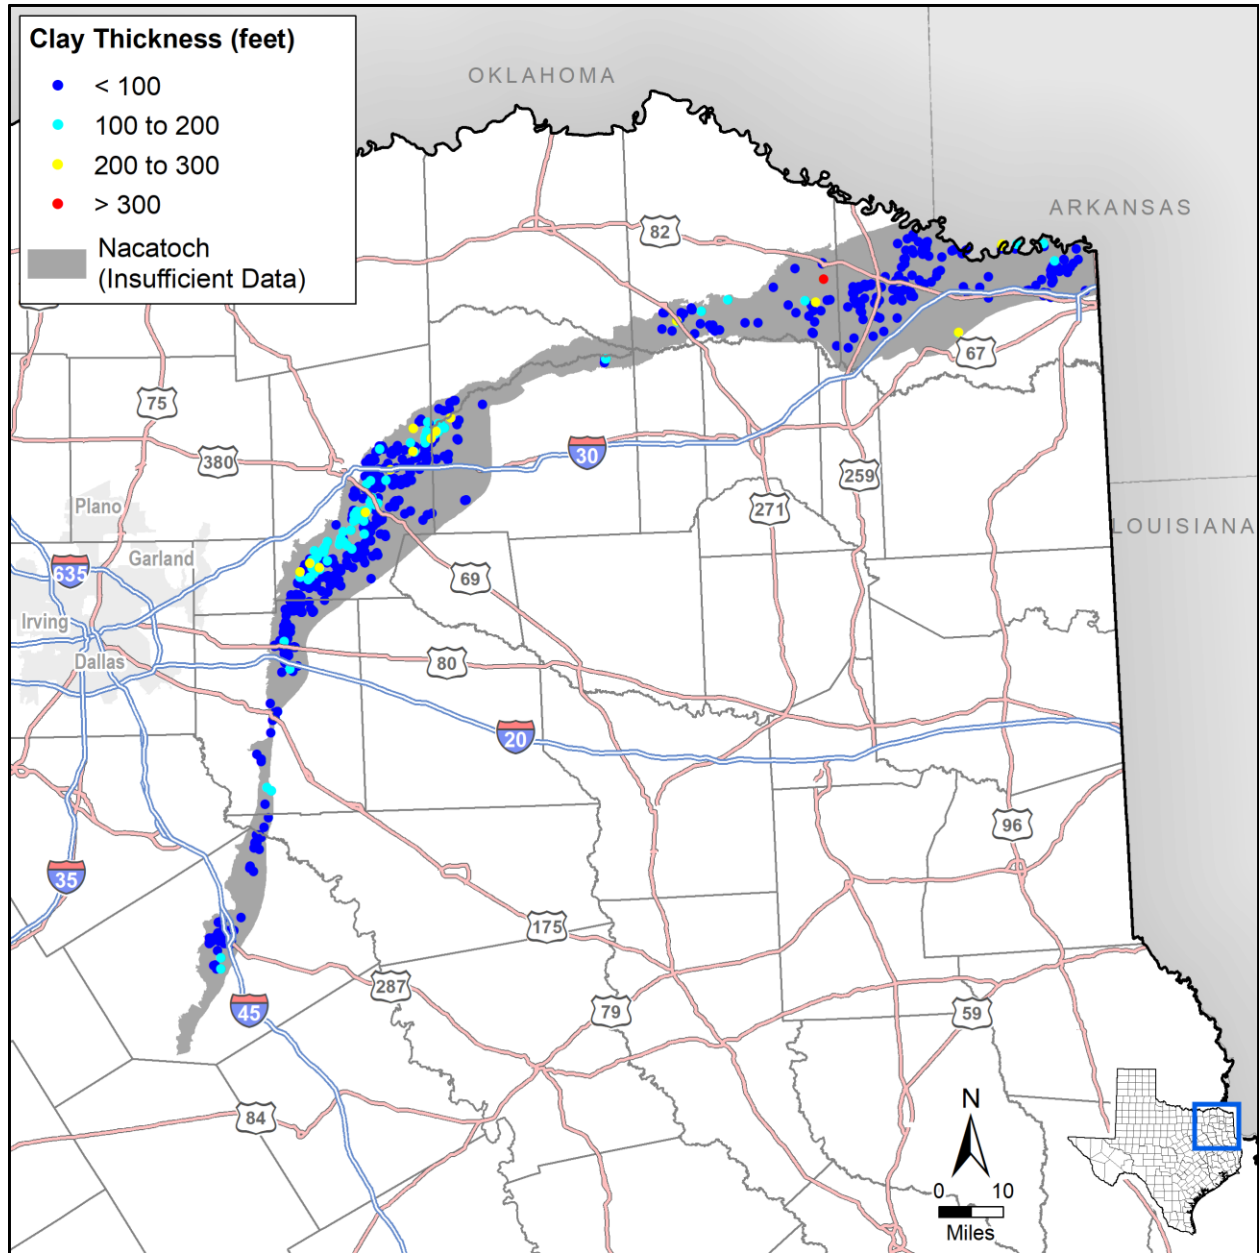 Clay Thickness (feet)
< 100
100 to 200
200 to 300
> 300
Nacatoch
(Insufficient Data)
OKLAHOMA
ARKANSAS
82
67
75
380
30
259
271
LOUISIANA
Plano
Garland
635
Irving
Dallas
69
80
20
96
35
175
287
45
79
59
84
N
0 10
Miles